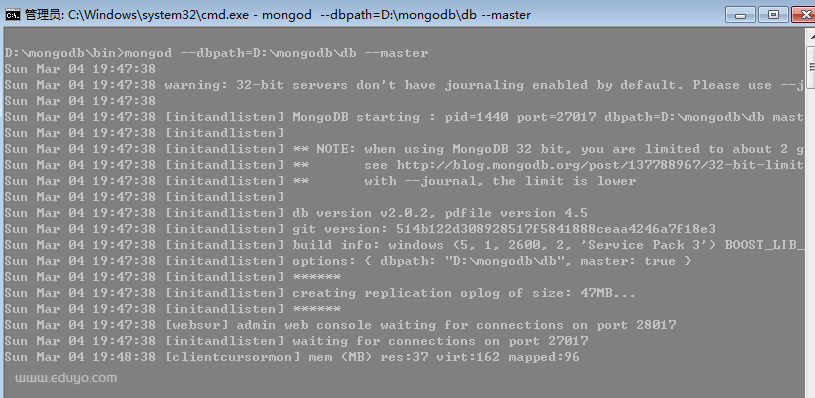 管理员: C:\Windows\system32\cmd.exe - mongod --dbpath=D:\mongodb\db --master
D:\mongodb\bin>mongod --dbpath=D:\mongodb\db --master
Sun Mar 04 19:47:38
Sun Mar 04 19:47:38 warning: 32-bit servers don't have journaling enabled by default. Please use --j
Sun Mar 04 19:47:38
Sun Mar 04 19:47:38 [initandlisten] MongoDB starting : pid=1440 port=27017 dbpath=D:\mongodb\db mast
Sun Mar 04 19:47:38 [initandlisten]
Sun Mar 04 19:47:38 [initandlisten] ** NOTE: when using MongoDB 32 bit, you are limited to about 2 g
Sun Mar 04 19:47:38 [initandlisten] **       see http://blog.mongodb.org/post/137788967/32-bit-limit
Sun Mar 04 19:47:38 [initandlisten] **       with --journal, the limit is lower
Sun Mar 04 19:47:38 [initandlisten]
Sun Mar 04 19:47:38 [initandlisten] db version v2.0.2, pdfile version 4.5
Sun Mar 04 19:47:38 [initandlisten] git version: 514b122d308928517f5841888ceaa4246a7f18e3
Sun Mar 04 19:47:38 [initandlisten] build info: windows (5, 1, 2600, 2, 'Service Pack 3') BOOST_LIB_
Sun Mar 04 19:47:38 [initandlisten] options: { dbpath: "D:\mongodb\db", master: true }
Sun Mar 04 19:47:38 [initandlisten] ******
Sun Mar 04 19:47:38 [initandlisten] creating replication oplog of size: 47MB...
Sun Mar 04 19:47:38 [initandlisten] ******
Sun Mar 04 19:47:38 [websvr] admin web console waiting for connections on port 28017
Sun Mar 04 19:47:38 [initandlisten] waiting for connections on port 27017
Sun Mar 04 19:48:38 [clientcursormon] mem (MB) res:37 virt:162 mapped:96
www.eduyo.com